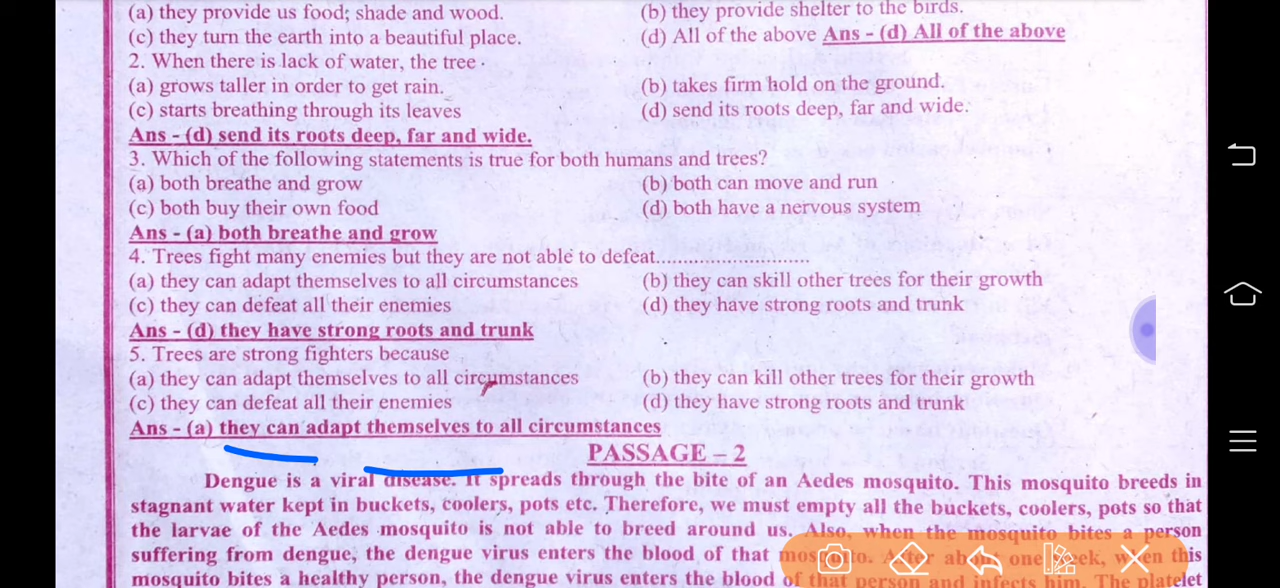 (a) they provide us food; shade and wood. (b) they provide shelter to the birds.
(c) they turn the earth into a beautiful place. (d) All of the above Ans - (d) All of the above
2. When there is lack of water, the tree
(a) grows taller in order to get rain. (b) takes firm hold on the ground.
(c) starts breathing through its leaves (d) send its roots deep, far and wide.
Ans - (d) send its roots deep, far and wide.
3. Which of the following statements is true for both humans and trees?
(a) both breathe and grow (b) both can move and run
(c) both buy their own food (d) both have a nervous system
Ans - (a) both breathe and grow
4. Trees fight many enemies but they are not able to defeat..............................
(a) they can adapt themselves to all circumstances (b) they can skill other trees for their growth
(c) they can defeat all their enemies (d) they have strong roots and trunk
Ans - (d) they have strong roots and trunk
5. Trees are strong fighters because
(a) they can adapt themselves to all circumstances (b) they can kill other trees for their growth
(c) they can defeat all their enemies (d) they have strong roots and trunk
Ans - (a) they can adapt themselves to all circumstances
PASSAGE – 2
Dengue is a viral disease. It spreads through the bite of an Aedes mosquito. This mosquito breeds in
stagnant water kept in buckets, coolers, pots etc. Therefore, we must empty all the buckets, coolers, pots so that
the larvae of the Aedes mosquito is not able to breed around us. Also, when the mosquito bites a person
suffering from dengue, the dengue virus enters the blood of that mosquito. After about one week, when this
mosquito bites a healthy person, the dengue virus enters the blood of that person and infects him. The platelet